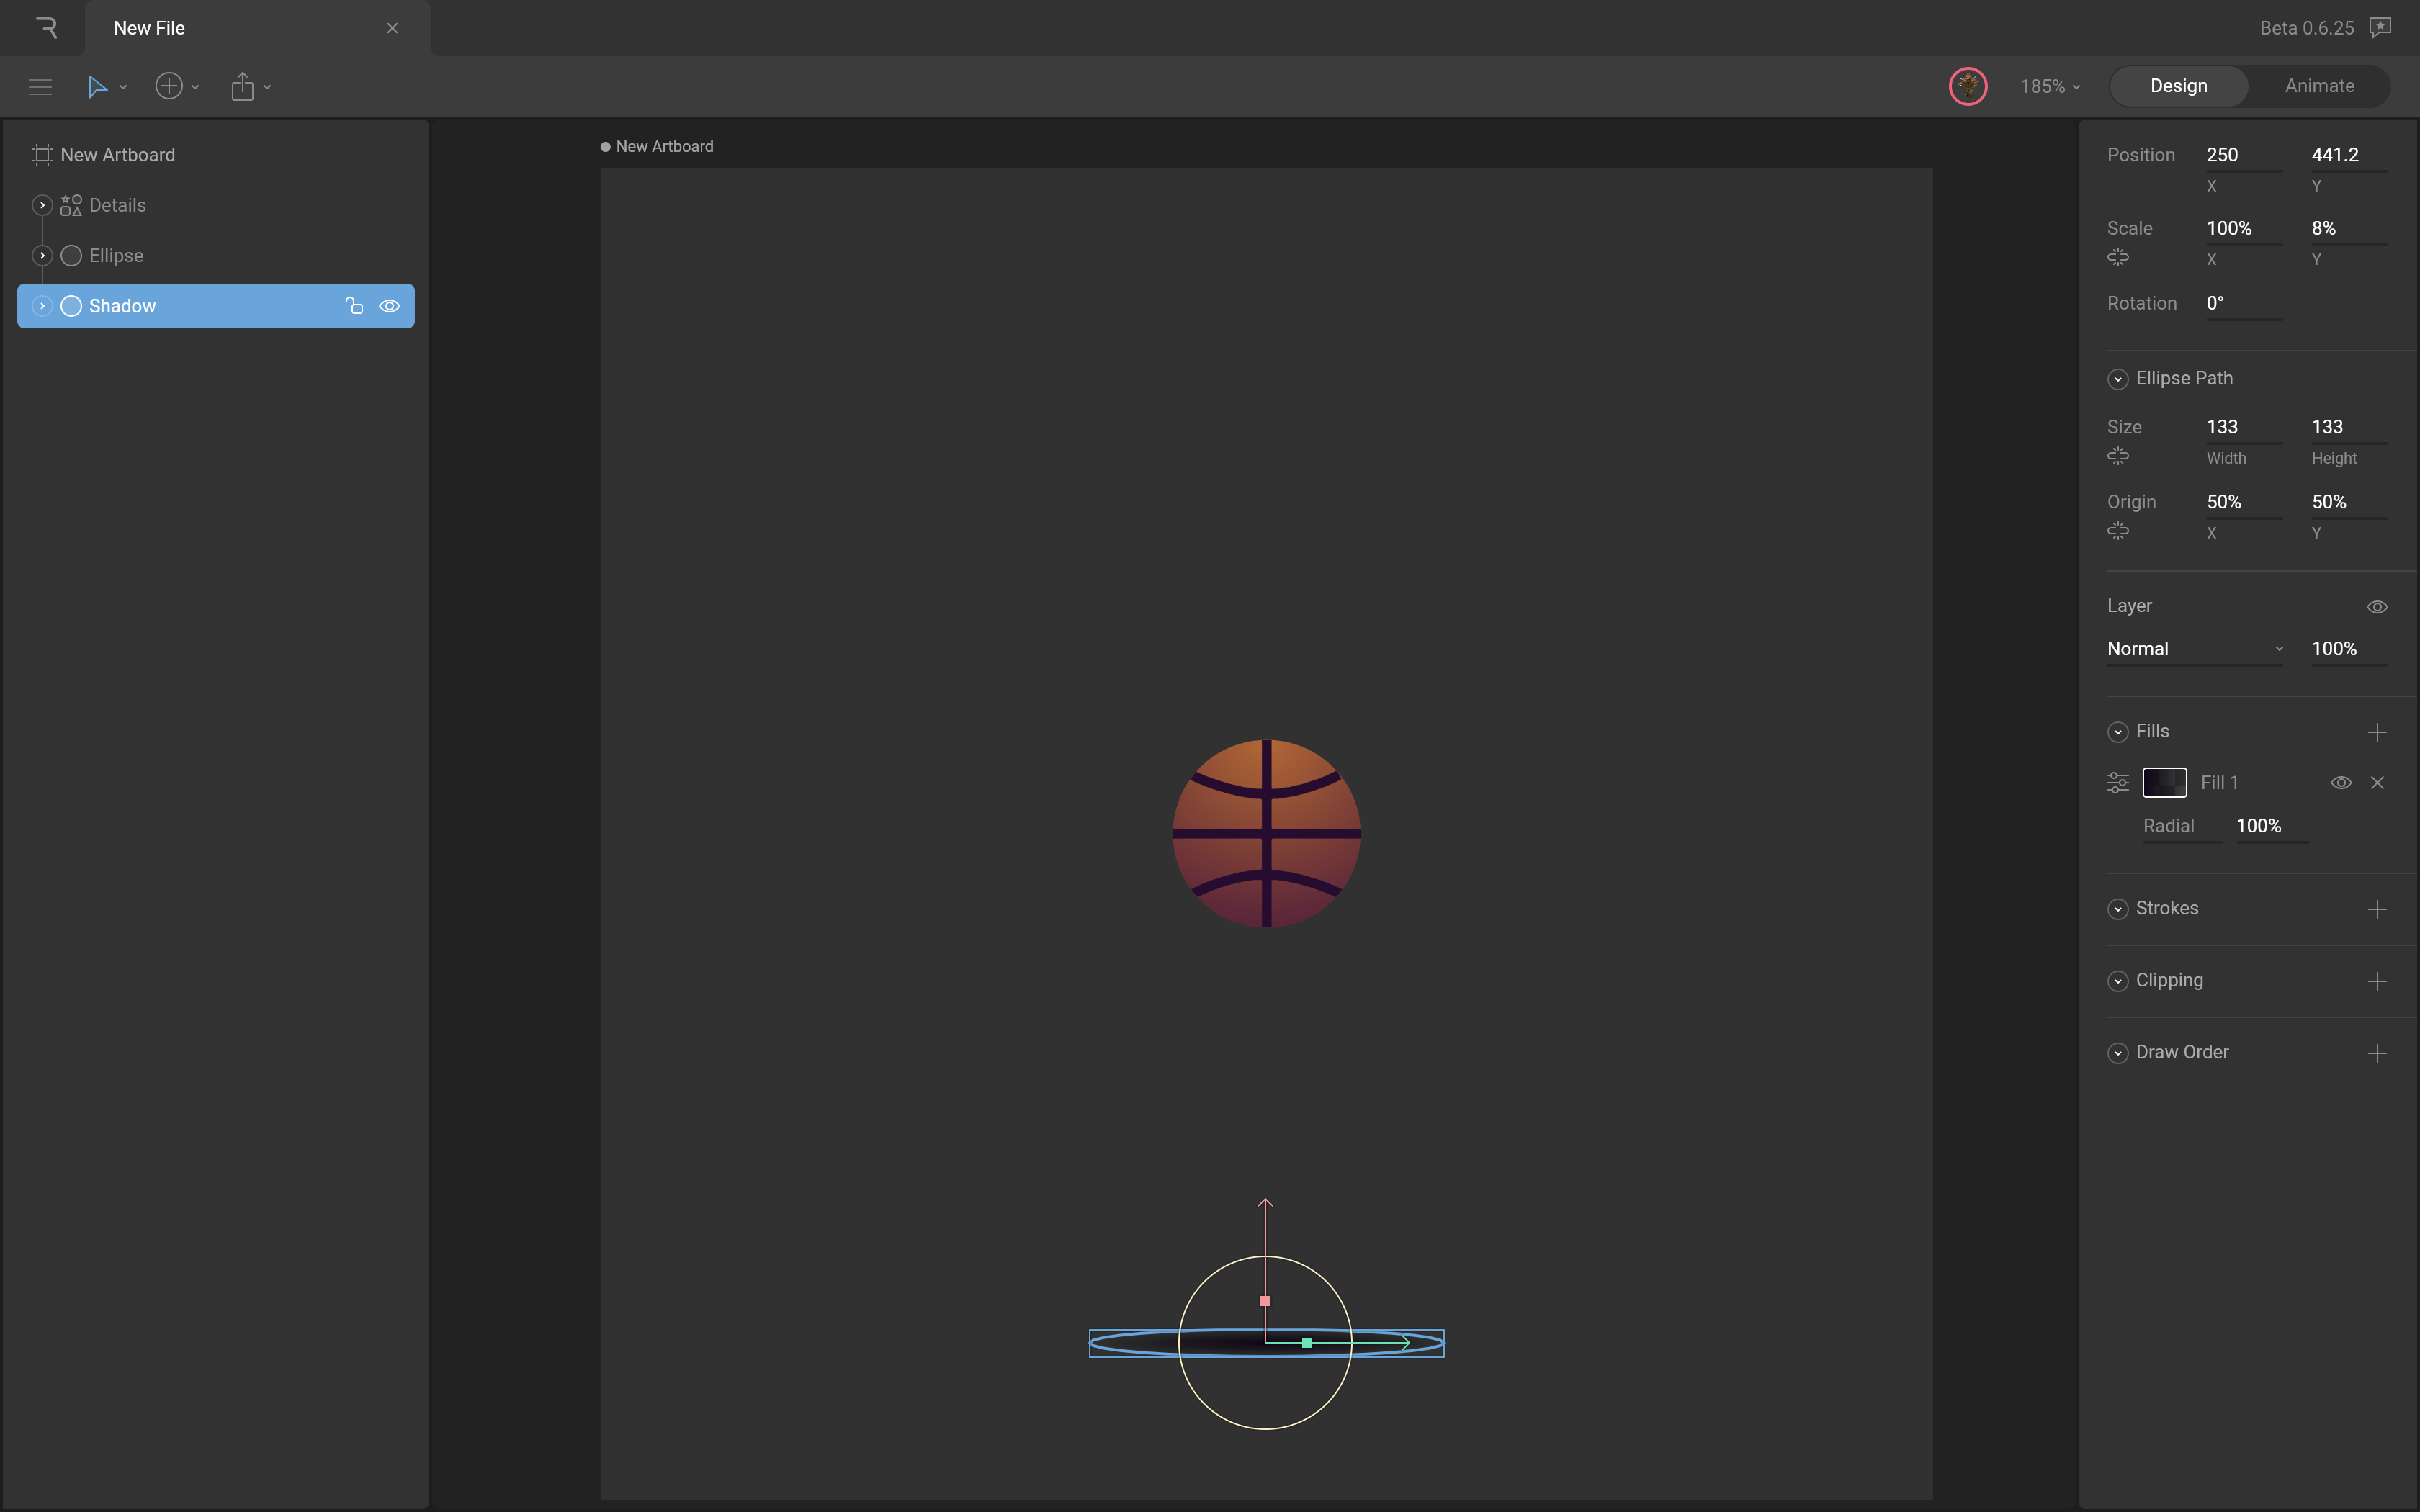 New File
Beta 0.6.25
185%
Design
Animate
New Artboard
Details
Ellipse
Shadow
New Artboard
Position 250 441.2
X Y
Scale 100% 8%
X Y
Rotation 0°
Ellipse Path
Size 133 133
Width Height
Origin 50% 50%
X Y
Layer
Normal 100%
Fills
Fill 1
Radial 100%
Strokes
Clipping
Draw Order